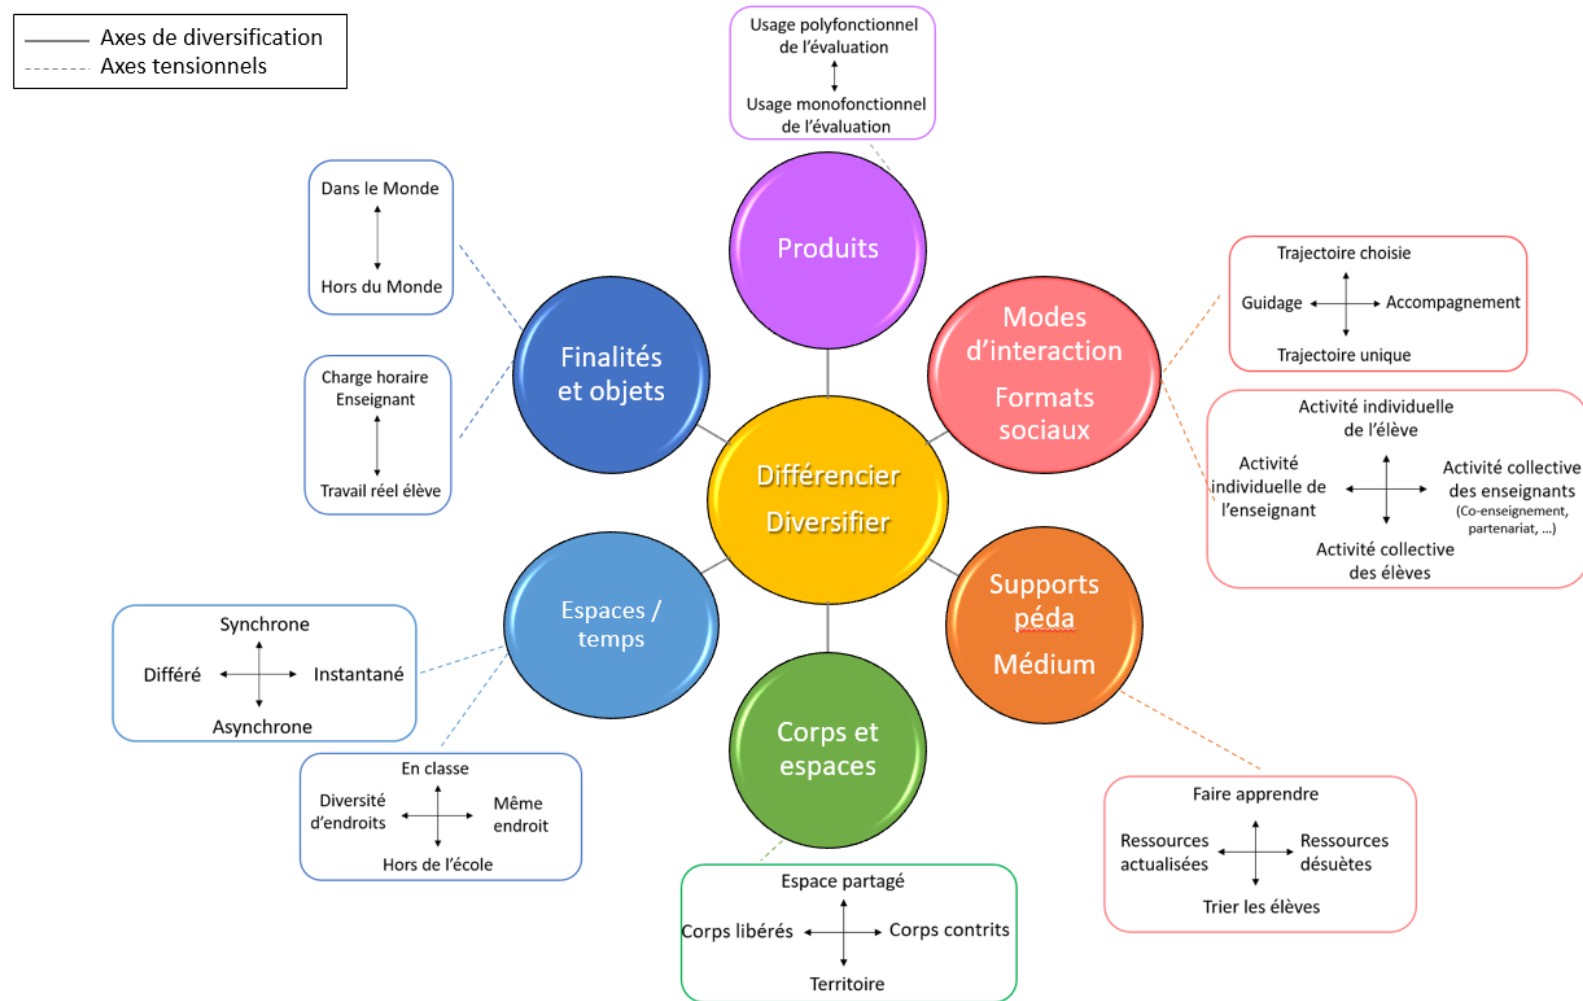 Axes de diversification
Axes tensionnels
Usage polyfonctionnel
de l'évaluation
Usage monofonctionnel
de l'évaluation
Produits
Dans le Monde
Hors du Monde
Charge horaire
Enseignant
Travail réel élève
Finalités
et objets
Modes
d'interaction
Formats
sociaux
Trajectoire choisie
Guidage
Accompagnement
Trajectoire unique
Activité individuelle
de l'élève
Activité
individuelle de
l'enseignant
Activité collective
des enseignants
(Co-enseignement,
partenariat, ...)
Activité collective
des élèves
Différencier
Diversifier
Espaces /
temps
Synchrone
Différé
Instantané
Asynchrone
En classe
Diversité
d'endroits
Même
endroit
Hors de l'école
Corps et
espaces
Espace partagé
Corps libérés
Corps contrits
Territoire
Supports
péda
Médium
Faire apprendre
Ressources
actualisées
Ressources
désuètes
Trier les élèves